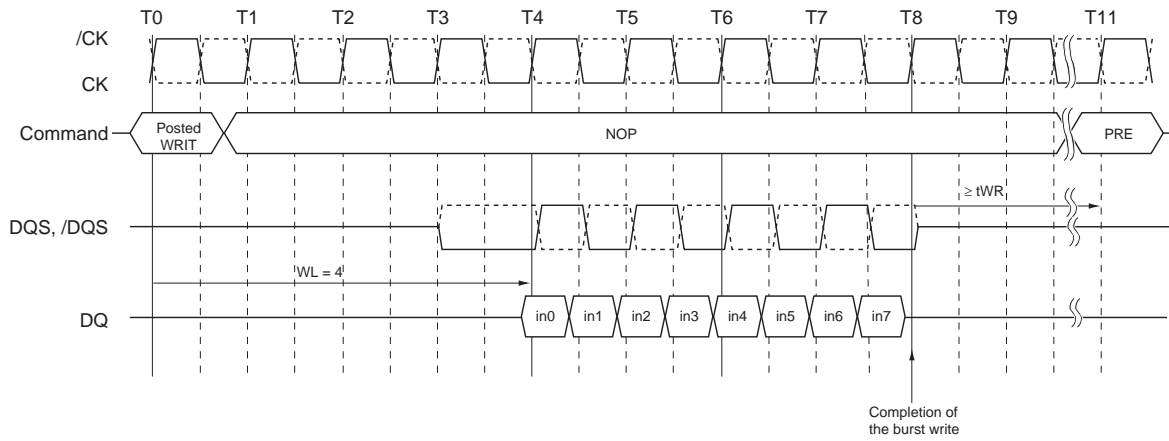 T0 T1 T2 T3 T4 T5 T6 T7 T8 T9 T11
/CK
CK
Command
Posted
WRIT
NOP
PRE
≥ tWR
DQS, /DQS
WL = 4
DQ
in0 in1 in2 in3 in4 in5 in6 in7
Completion of
the burst write